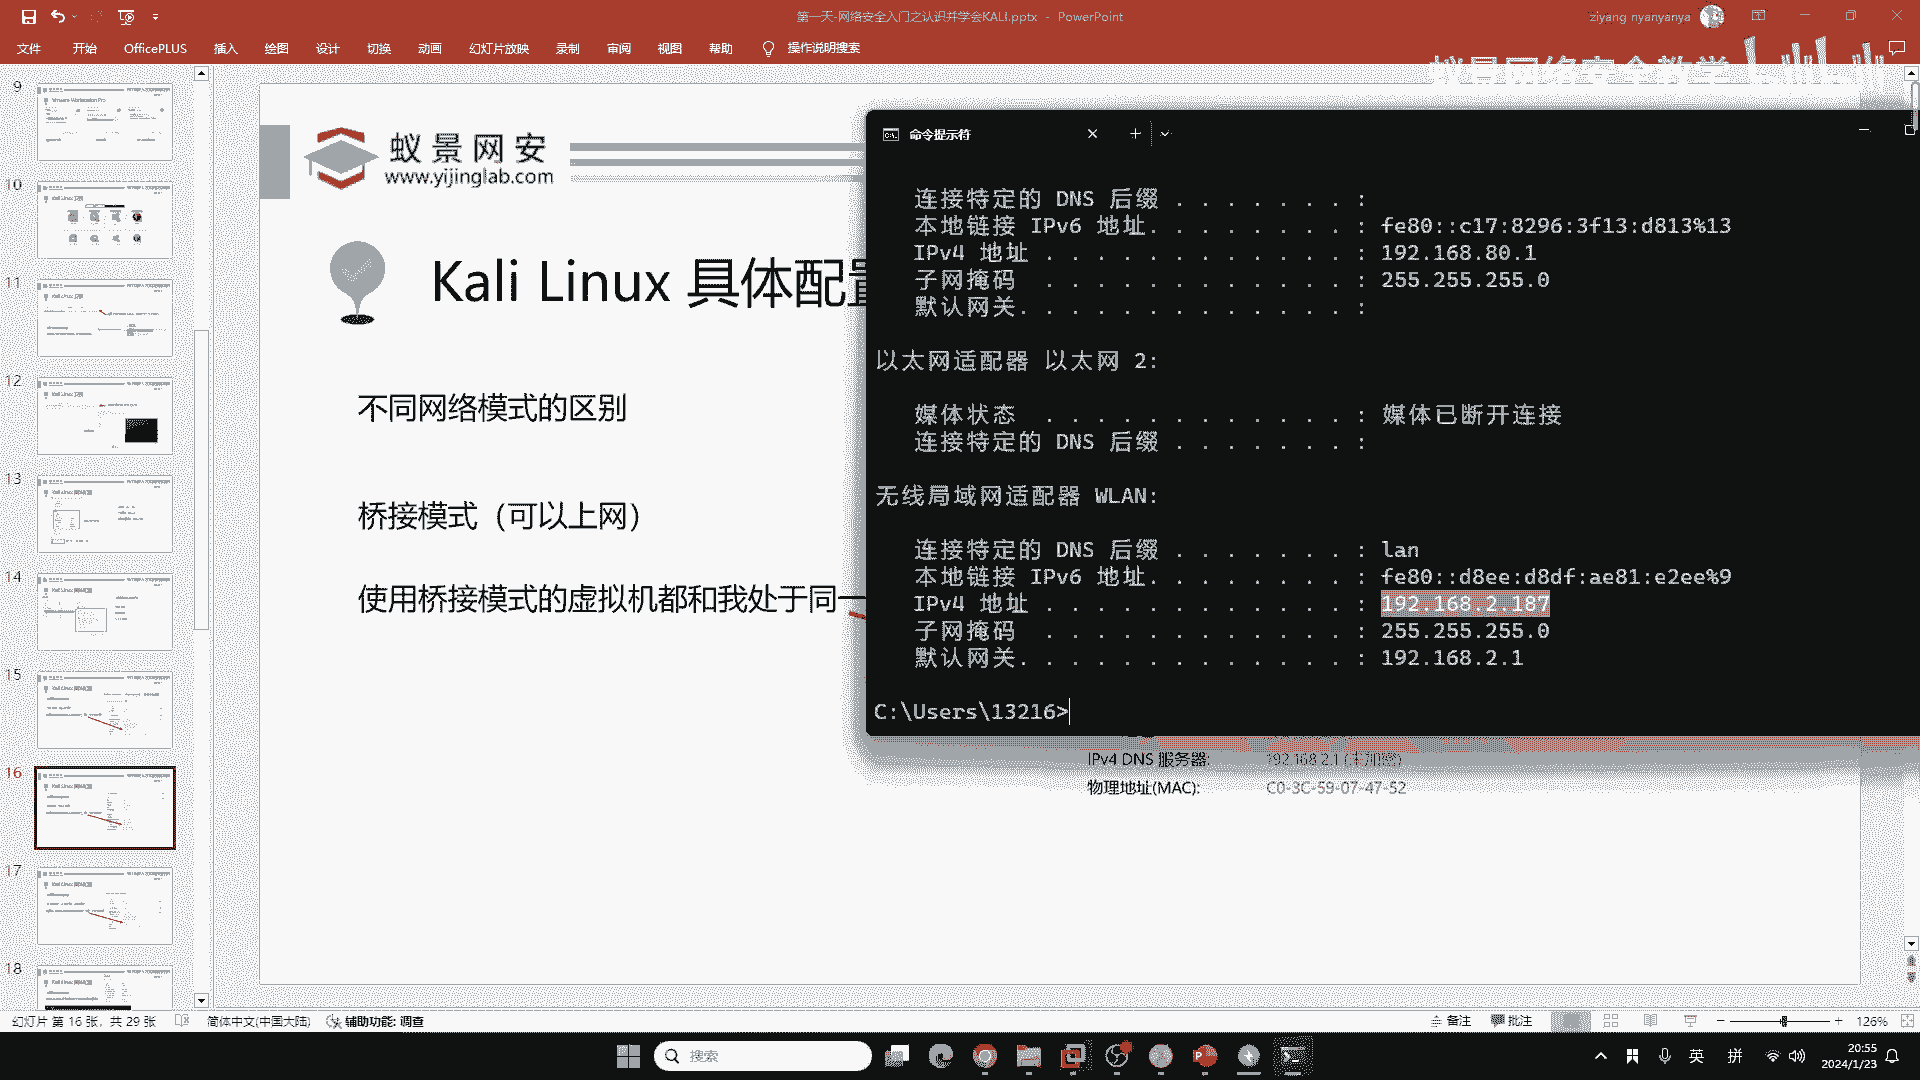 第一天-网络安全入门之认识并学会KALI.pptx - PowerPoint
ziyang nyanyanya
文件 开始 OfficePLUS 插入 绘图 设计 切换 动画 幻灯片放映 录制 审阅 视图 帮助 操作说明搜索
9
10
11
12
13
14
15
16
17
18
蚁景网安
www.yijinglab.com
Kali Linux 具体配置
不同网络模式的区别
桥接模式（可以上网）
使用桥接模式的虚拟机都和我处于同一
命令提示符
连接特定的 DNS 后缀 . . . . . . . :
本地链接 IPv6 地址. . . . . . . . : fe80::c17:8296:3f13:d813%13
IPv4 地址 . . . . . . . . . . . . : 192.168.80.1
子网掩码 . . . . . . . . . . . . : 255.255.255.0
默认网关. . . . . . . . . . . . . :
以太网适配器 以太网 2:
媒体状态 . . . . . . . . . . . . : 媒体已断开连接
连接特定的 DNS 后缀 . . . . . . . :
无线局域网适配器 WLAN:
连接特定的 DNS 后缀 . . . . . . . : lan
本地链接 IPv6 地址. . . . . . . . : fe80::d8ee:d8df:ae81:e2ee%9
IPv4 地址 . . . . . . . . . . . . : 192.168.2.187
子网掩码 . . . . . . . . . . . . : 255.255.255.0
默认网关. . . . . . . . . . . . . : 192.168.2.1
C:\Users\13216>
IPv4 DNS 服务器: 192.168.2.1 (未加密)
物理地址(MAC): C0-3C-59-07-47-52
幻灯片 第 16 张，共 29 张 简体中文(中国大陆) 辅助功能: 调查
备注 批注 126%
搜索
英 拼
20:55
2024/1/23